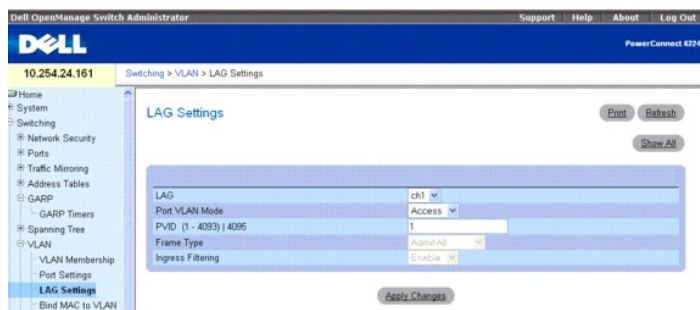 Dell OpenManage Switch Administrator
Support Help About Log Out
DELL
PowerConnect 6224
10.254.24.161
Switching > VLAN > LAG Settings
Home
System
Switching
Network Security
Ports
Traffic Mirroring
Address Tables
GARP
GARP Timers
Spanning Tree
VLAN
VLAN Membership
Port Settings
LAG Settings
Bind MAC to VLAN
LAG Settings
Print Refresh
Show All
LAG ch1
Port VLAN Mode Access
PVID (1 - 4093) | 4095 1
Frame Type Admit All
Ingress Filtering Enable
Apply Changes